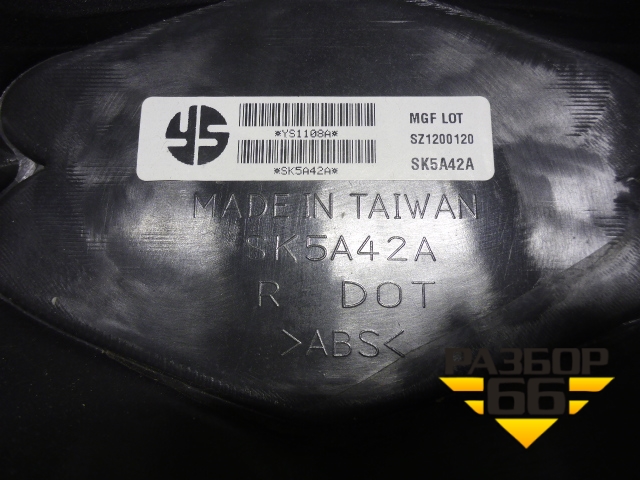 YS
*YS1108A*
*SK5A42A*
MGF LOT
SZ1200120
SK5A42A
MADE IN TAIWAN
SK5A42A
R DOT
>ABS<
РАЗБОР
66